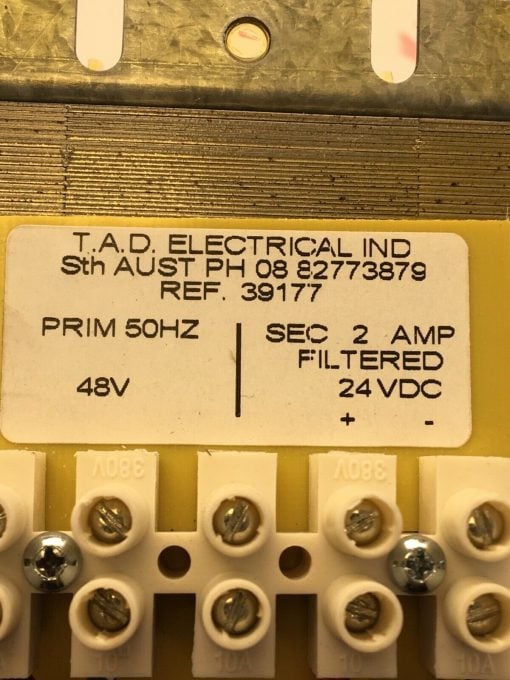 T.A.D. ELECTRICAL IND
Sth AUST PH 08 82773879
REF. 39177
PRIM 50HZ
48V
SEC 2 AMP
FILTERED
24 VDC
+ -
380V
380V
10A
10A